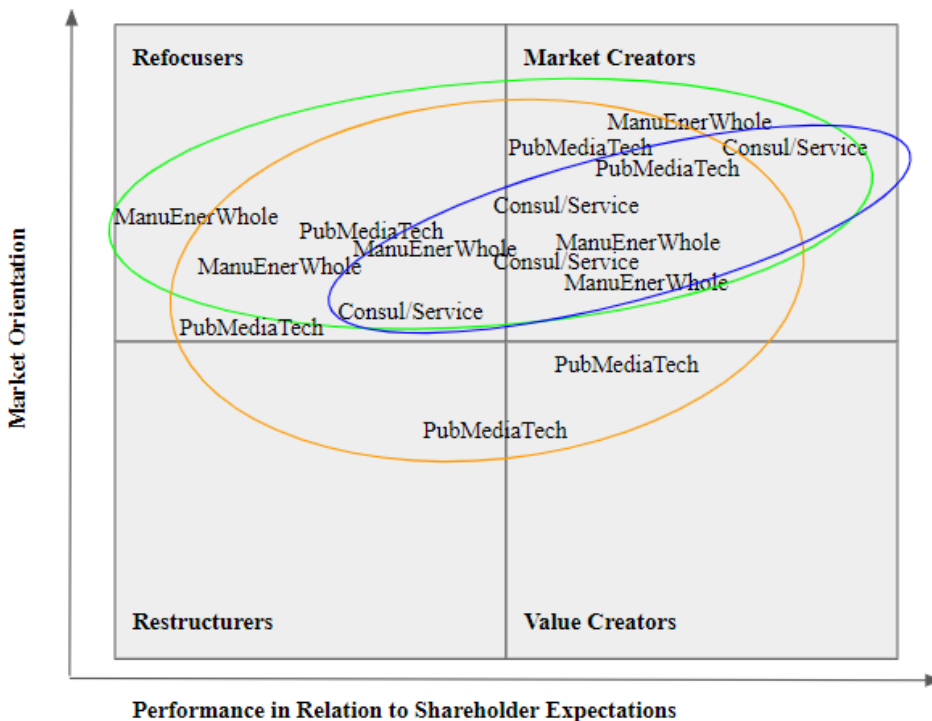 Refocusers
Market Creators
ManuEnerWhole
PubMediaTech
Consul/Service
PubMediaTech
Consul/Service
ManuEnerWhole
PubMediaTech
ManuEnerWhole
ManuEnerWhole
Consul/Service
ManuEnerWhole
ManuEnerWhole
Consul/Service
PubMediaTech
PubMediaTech
PubMediaTech
Restructurers
Value Creators
Market Orientation
Performance in Relation to Shareholder Expectations